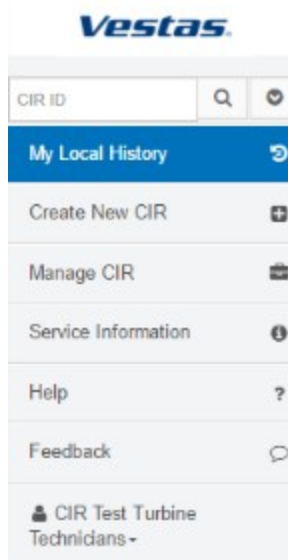 Vestas.
CIR ID
My Local History
Create New CIR
Manage CIR
Service Information
Help
?
Feedback
CIR Test Turbine
Technicians